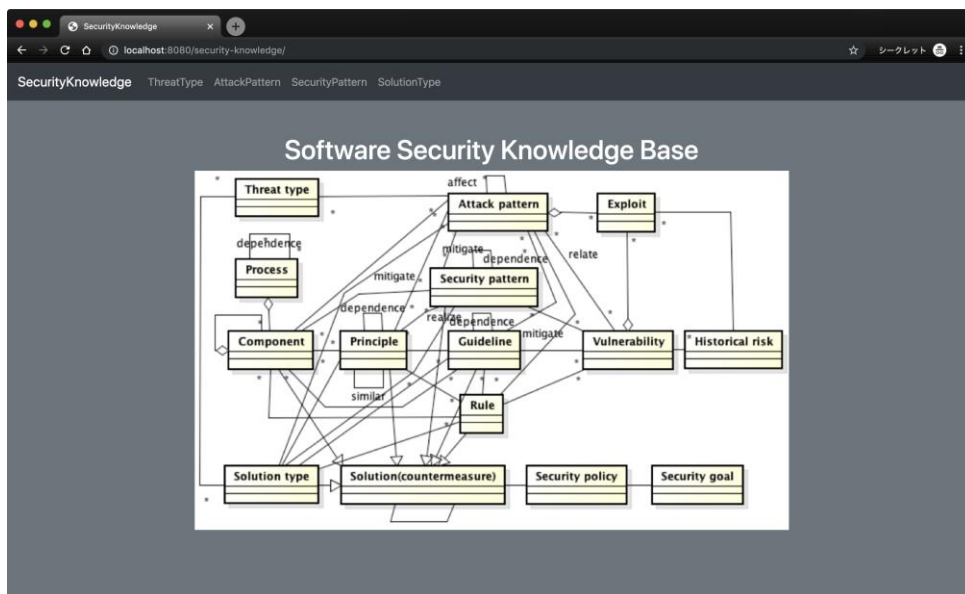 SecurityKnowledge
localhost:8080/security-knowledge/
シークレット
SecurityKnowledge ThreatType AttackPattern SecurityPattern SolutionType
Software Security Knowledge Base
affect
Threat type
Attack pattern
Exploit
dependence
mitigate
dependence
relate
Process
mitigate
Security pattern
dependence
realize
dependence
mitigate
Component
Principle
Guideline
Vulnerability
Historical risk
similar
Rule
Solution type
Solution(countermeasure)
Security policy
Security goal